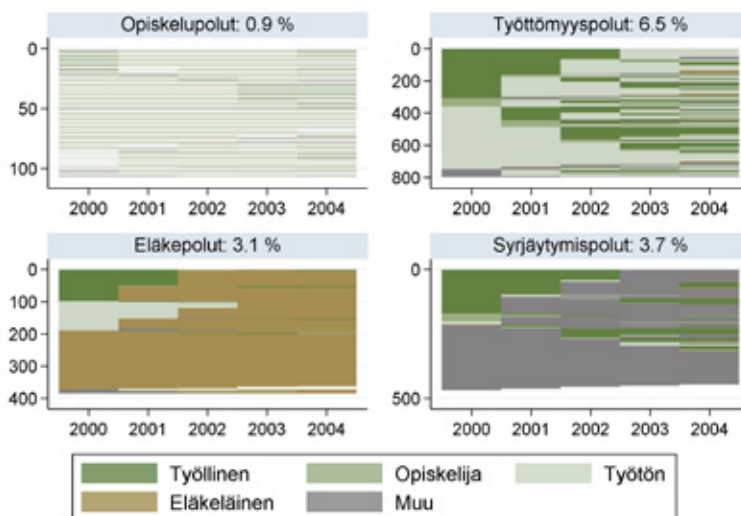 Opiskelupolut: 0.9 %
0
50
100
2000 2001 2002 2003 2004
Työttömyyspolut: 6.5 %
0
200
400
600
800
2000 2001 2002 2003 2004
Eläkepolut: 3.1 %
0
100
200
300
400
2000 2001 2002 2003 2004
Syrjäytymispolut: 3.7 %
0
500
2000 2001 2002 2003 2004
Työllinen Opiskelija Työtön
Eläkeläinen Muu